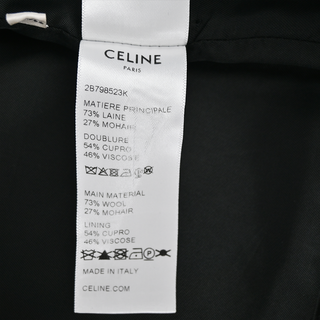 CELINE
PARIS
28798523K
MATIERE PRINCIPALE
73% LAINE
27% MOHAIR
DOUBLURE
54% CUPRO
46% VISCOSE
MAIN MATERIAL
73% WOOL
27% MOHAIR
LINING
54% CUPRO
46% VISCOSE
MADE IN ITALY
CELINE.COM